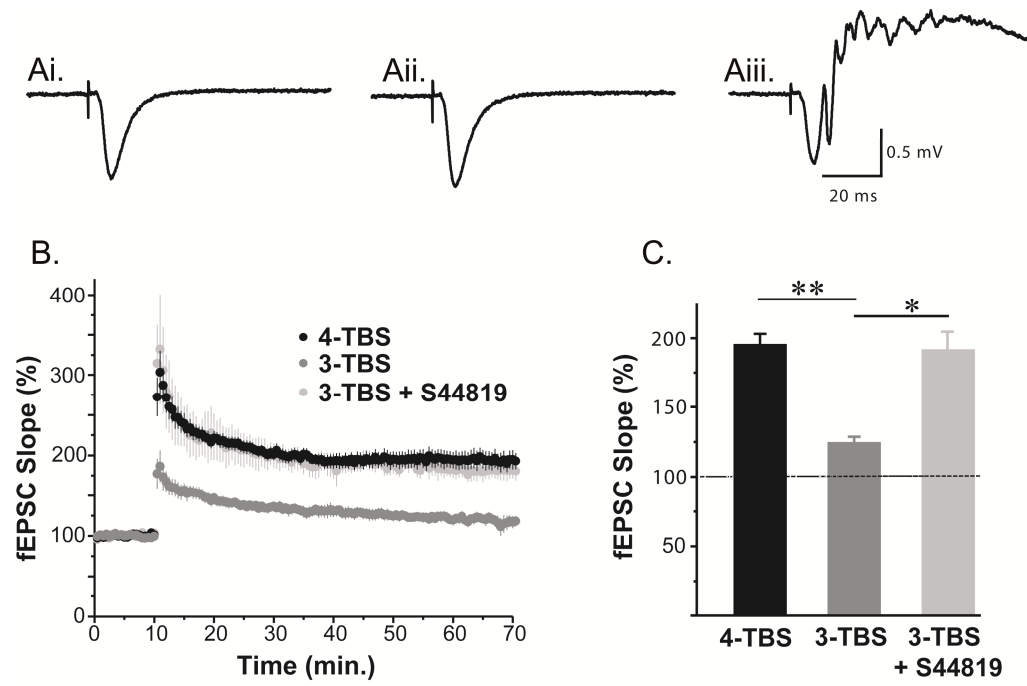 Ai.
Aii.
Aiii.
0.5 mV
20 ms
B.
fEPSC Slope (%)
400
300
200
100
0
4-TBS
3-TBS
3-TBS + S44819
0 10 20 30 40 50 60 70
Time (min.)
C.
fEPSC Slope (%)
200
150
100
50
**
*
4-TBS 3-TBS 3-TBS
+ S44819